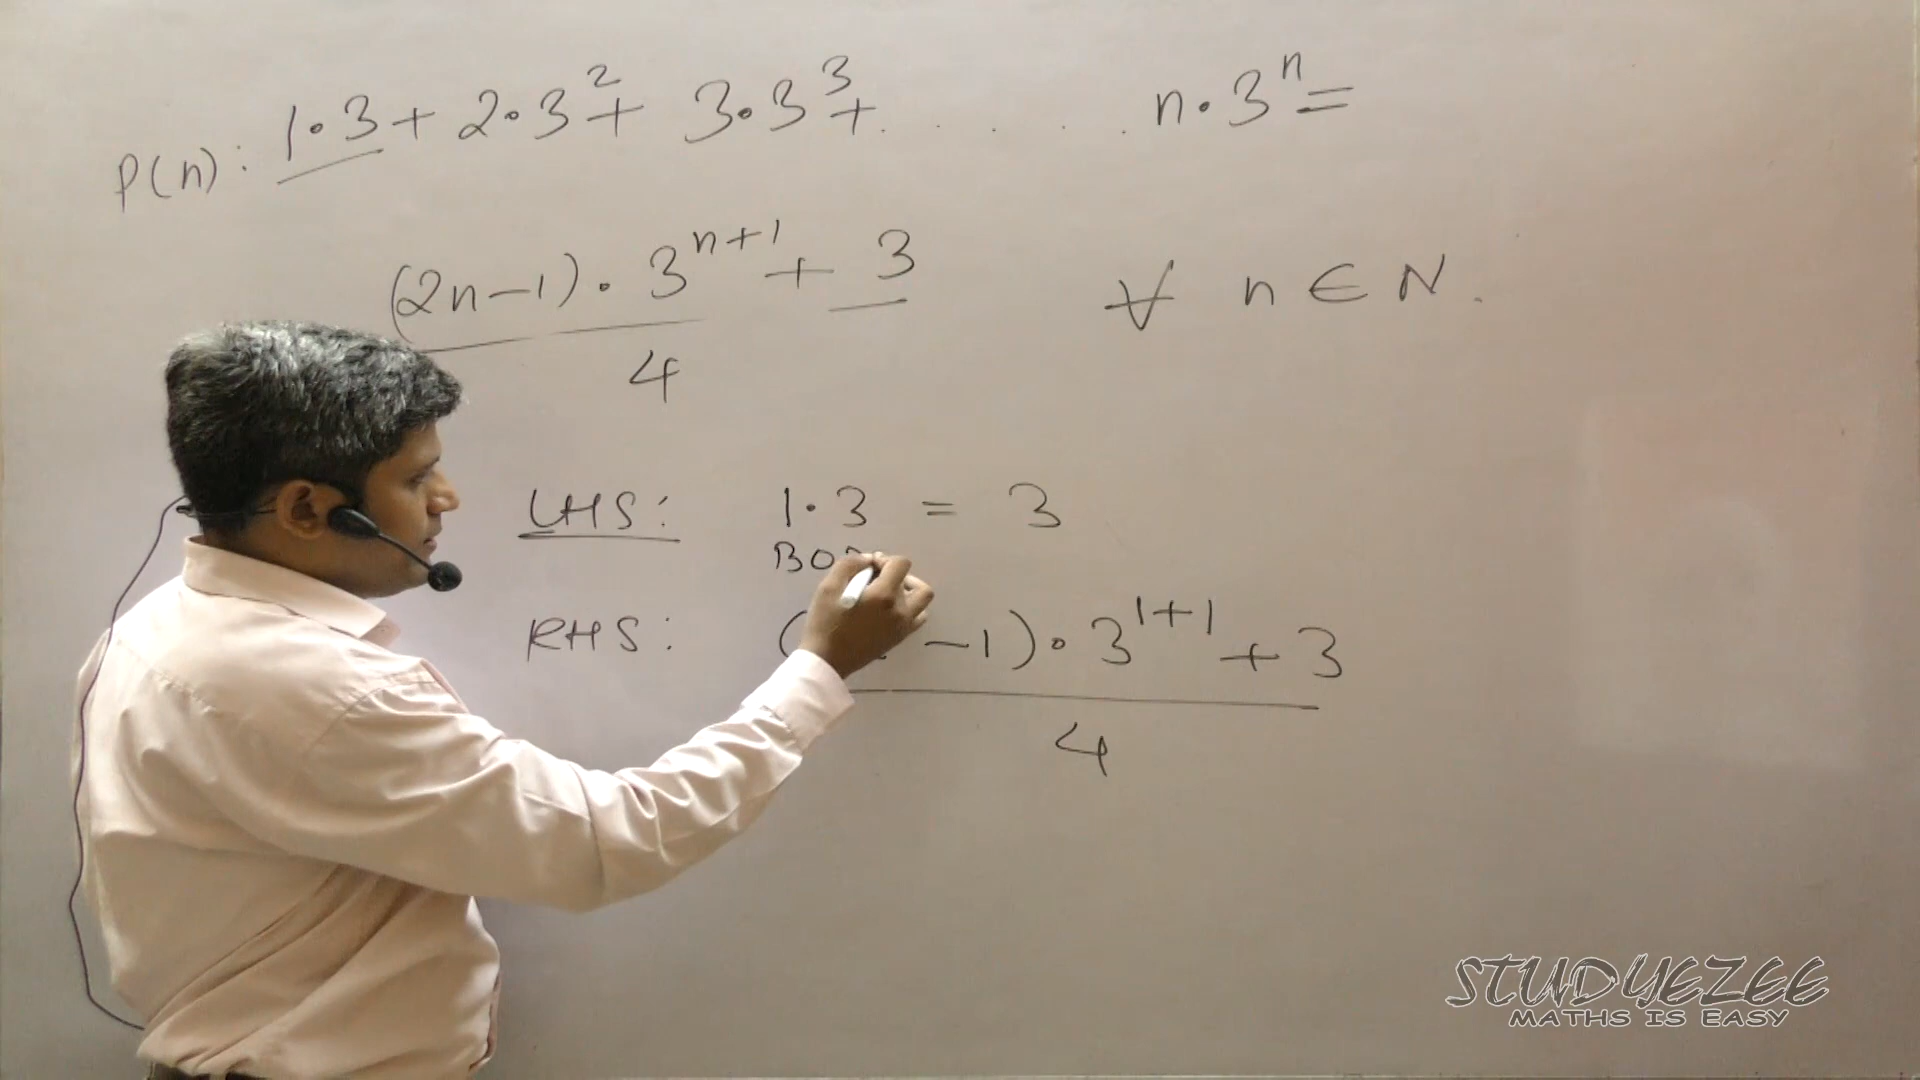 P(n): 1·3 + 2·3² + 3·3³ + . . . . . n·3ⁿ =
(2n-1)·3ⁿ⁺¹ + 3 ∀ n ∈ N.
4
LHS: 1·3 = 3
RHS: -1)·3¹⁺¹ + 3
4
STUDYEZEE
MATHS IS EASY